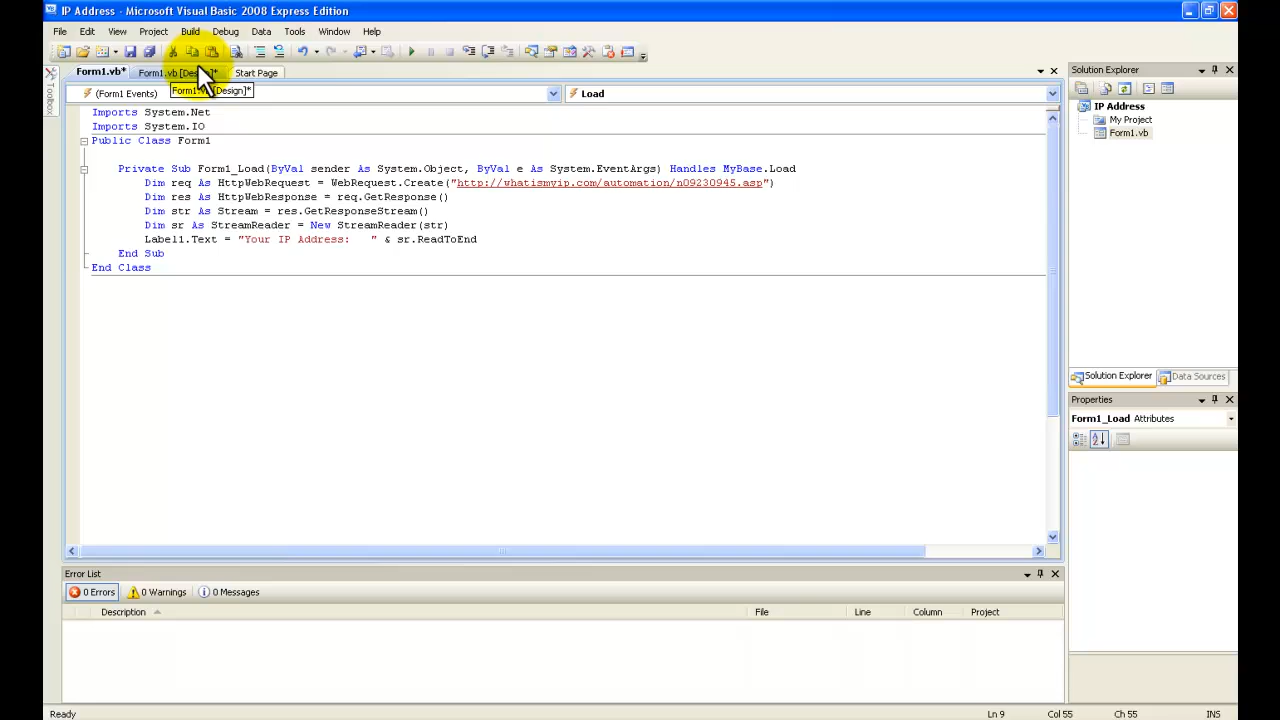 IP Address - Microsoft Visual Basic 2008 Express Edition
File Edit View Project Build Debug Data Tools Window Help
Form1.vb* Form1.vb [Des Start Page
Form1. [Design]*
Toolbox
(Form1 Events) Load
Imports System.Net
Imports System.IO
Public Class Form1
Private Sub Form1_Load(ByVal sender As System.Object, ByVal e As System.EventArgs) Handles MyBase.Load
Dim req As HttpWebRequest = WebRequest.Create("http://whatismyip.com/automation/n09230945.asp")
Dim res As HttpWebResponse = req.GetResponse()
Dim str As Stream = res.GetResponseStream()
Dim sr As StreamReader = New StreamReader(str)
Label1.Text = "Your IP Address:   " & sr.ReadToEnd
End Sub
End Class
Solution Explorer
IP Address
My Project
Form1.vb
Solution Explorer Data Sources
Properties
Form1_Load Attributes
Error List
0 Errors 0 Warnings 0 Messages
Description File Line Column Project
Ready Ln 9 Col 55 Ch 55 INS